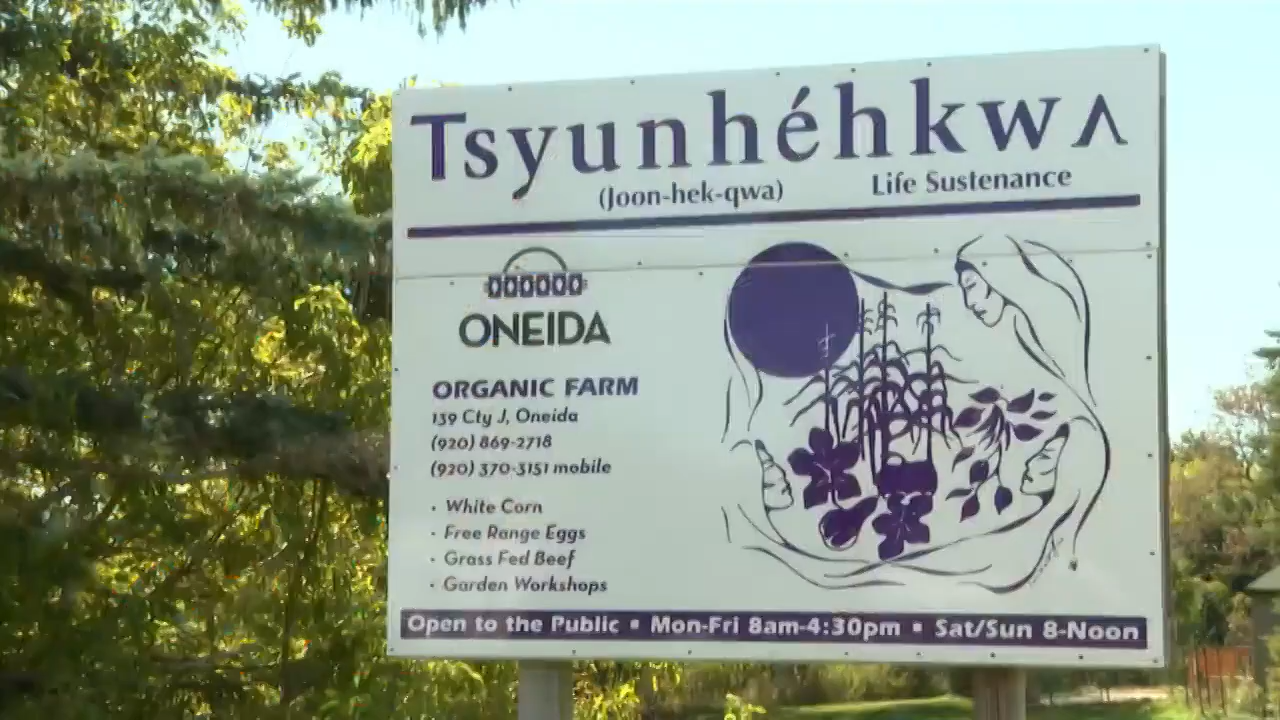 Tsyunhéhkwʌ
(Joon-hek-qwa) Life Sustenance
ONEIDA
ORGANIC FARM
139 Cty J, Oneida
(920) 869-2718
(920) 370-3151 mobile
• White Corn
• Free Range Eggs
• Grass Fed Beef
• Garden Workshops
Open to the Public ▪ Mon-Fri 8am-4:30pm ▪ Sat/Sun 8-Noon